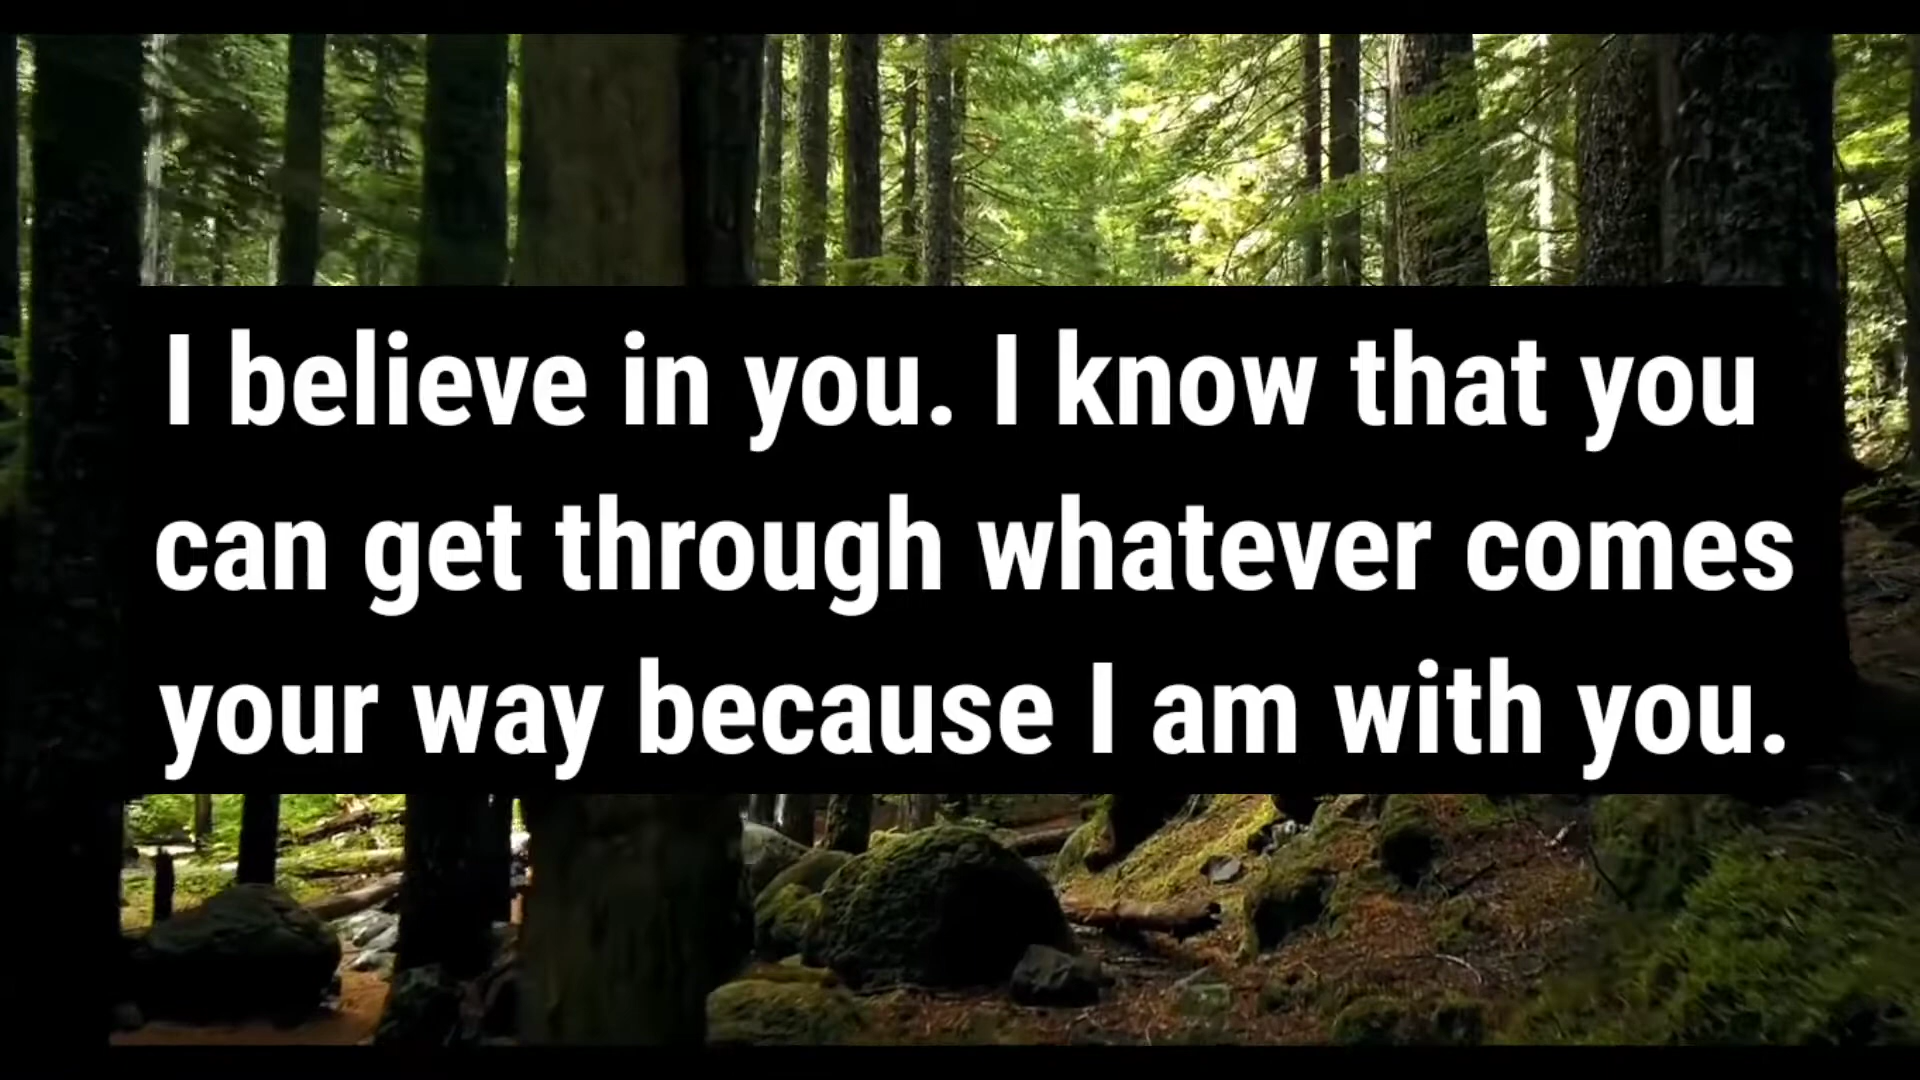 I believe in you. I know that you
can get through whatever comes
your way because I am with you.